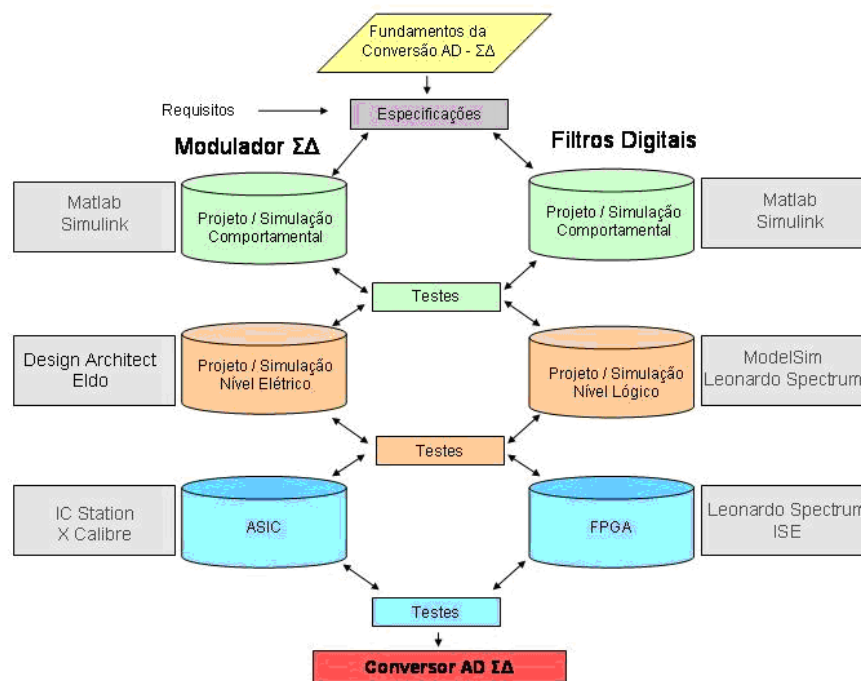 Fundamentos da
Conversão AD - ΣΔ
Requisitos
Especificações
Modulador ΣΔ
Filtros Digitais
Matlab
Simulink
Projeto / Simulação
Comportamental
Projeto / Simulação
Comportamental
Matlab
Simulink
Testes
Design Architect
Eldo
Projeto / Simulação
Nível Elétrico
Projeto / Simulação
Nível Lógico
ModelSim
Leonardo Spectrum
Testes
IC Station
X Calibre
ASIC
FPGA
Leonardo Spectrum
ISE
Testes
Conversor AD ΣΔ